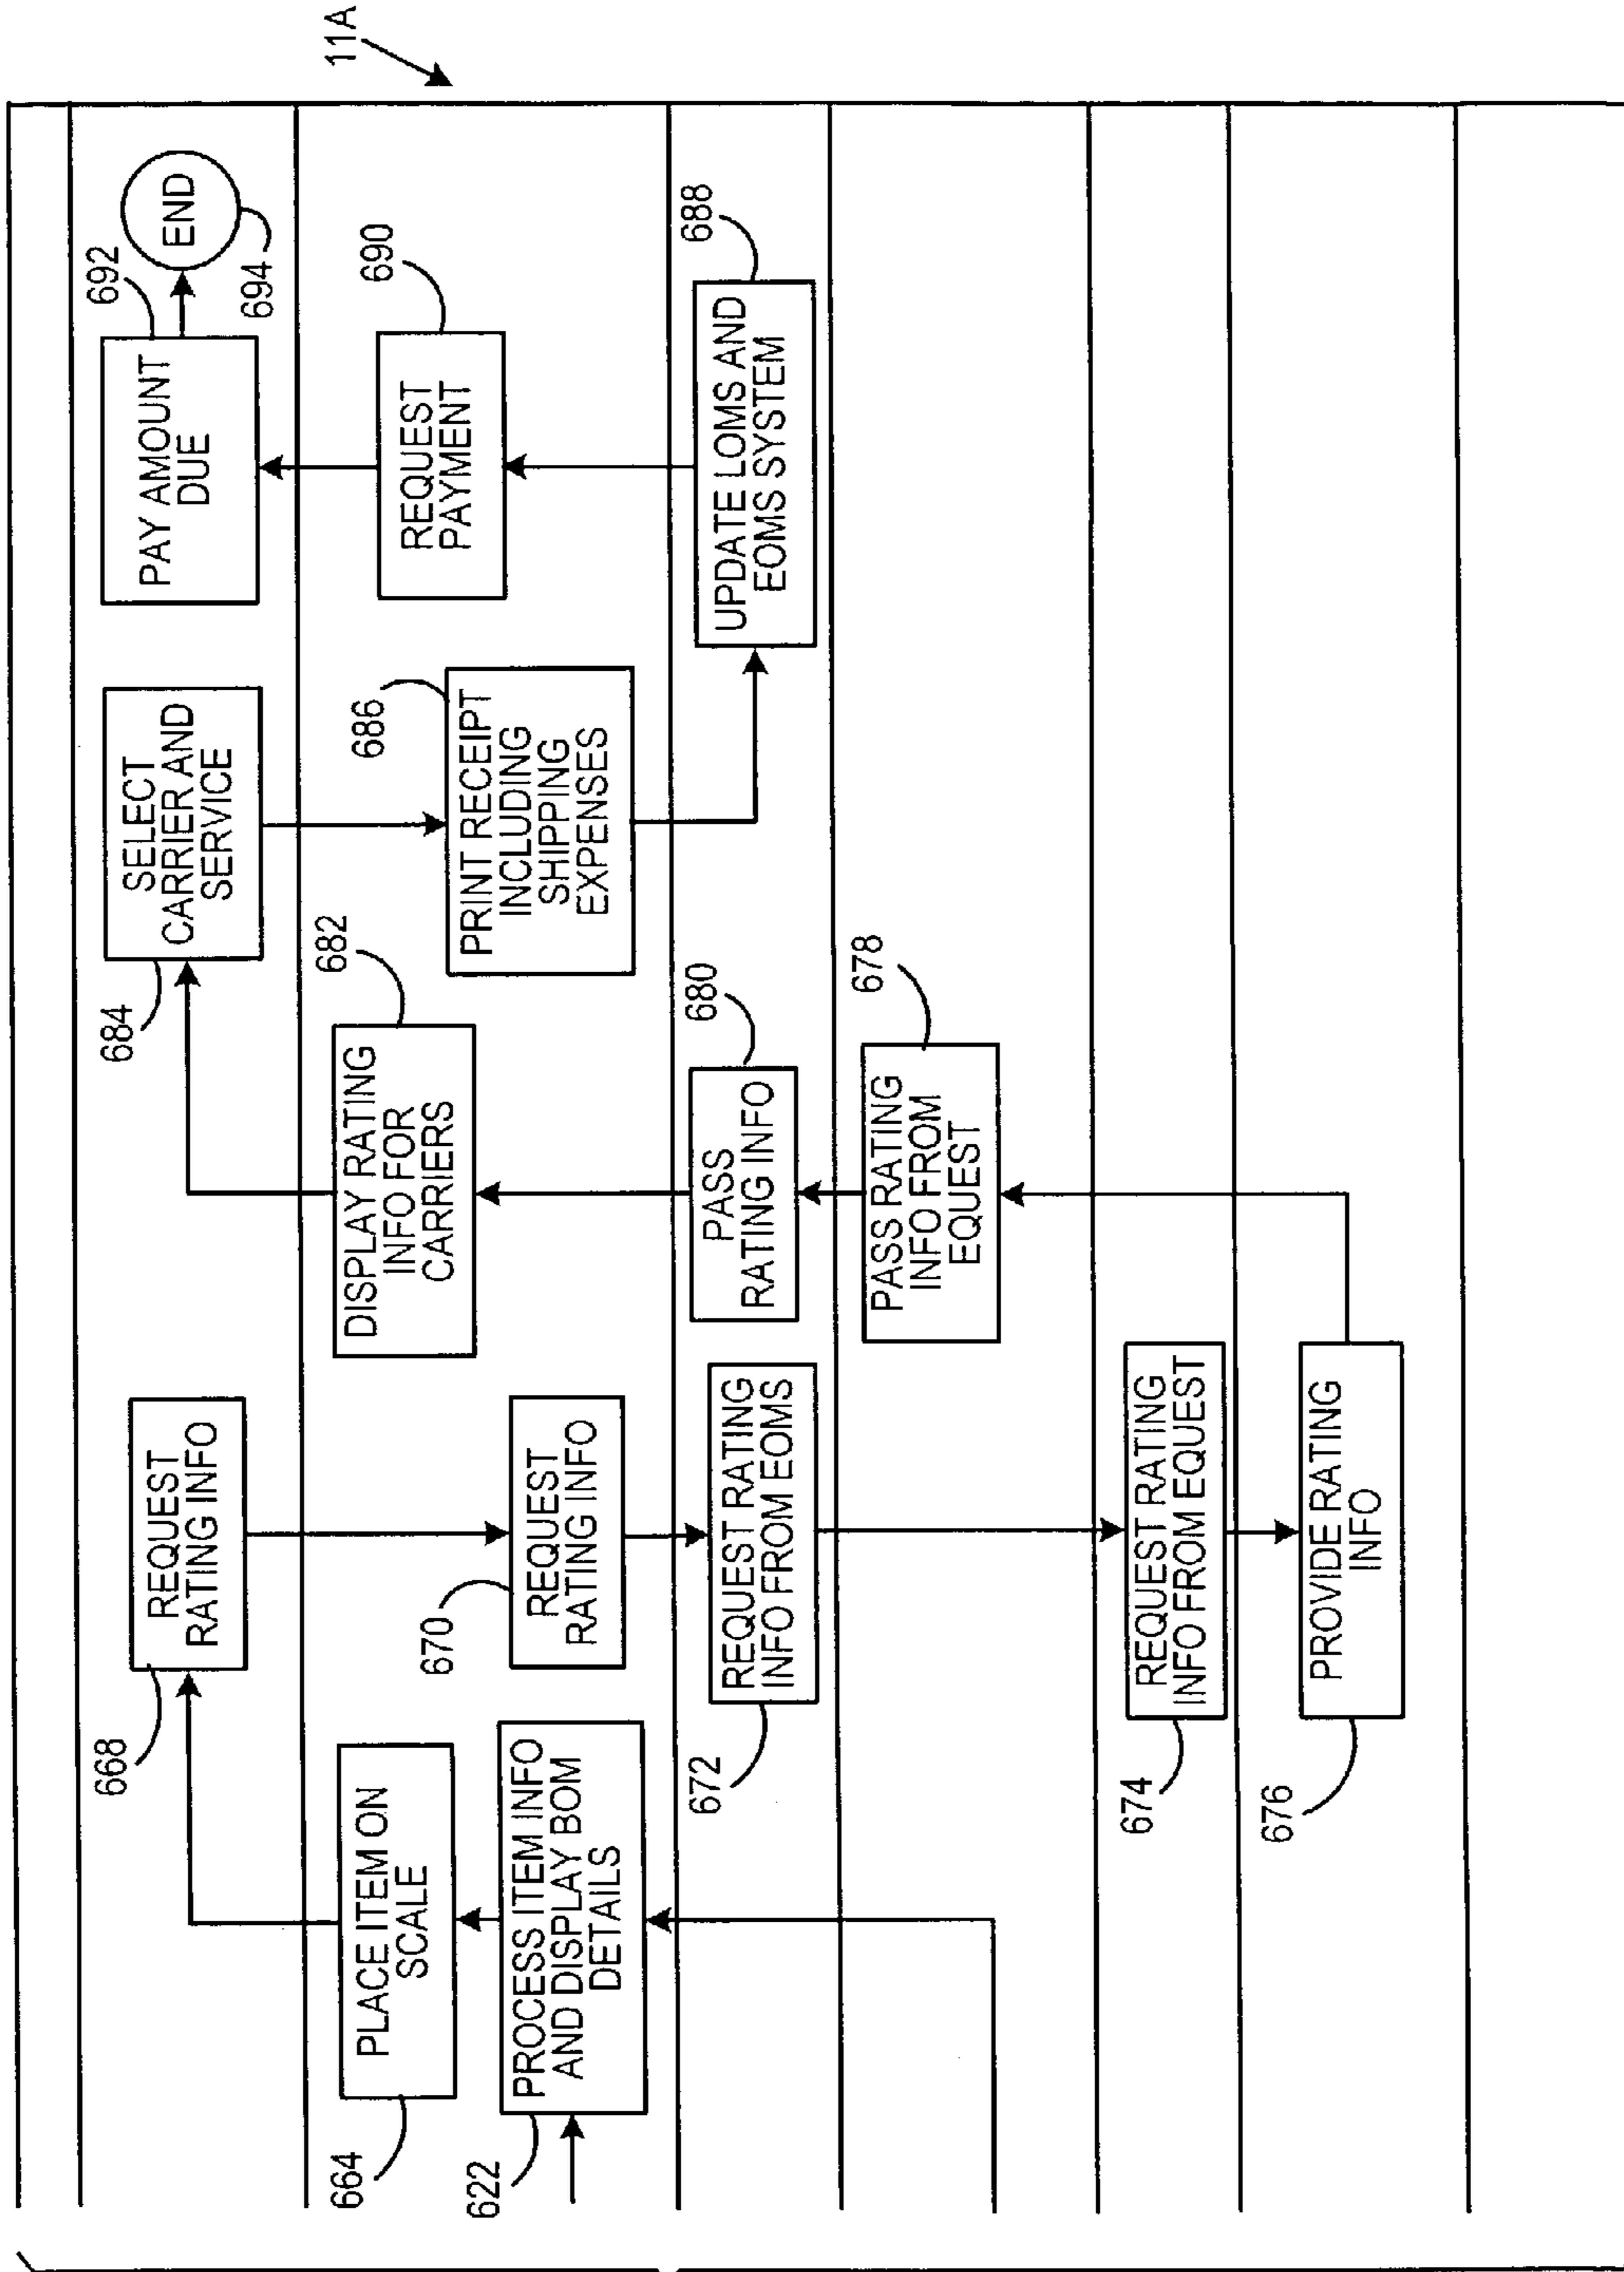 11A
692
END
694
PAY AMOUNT
DUE
690
REQUEST
PAYMENT
688
UPDATE LOMS AND
EOMS SYSTEM
684
SELECT
CARRIER AND
SERVICE
686
PRINT RECEIPT
INCLUDING
SHIPPING
EXPENSES
682
DISPLAY RATING
INFO FOR
CARRIERS
680
PASS
RATING INFO
678
PASS RATING
INFO FROM
EQUEST
668
REQUEST
RATING INFO
670
REQUEST
RATING INFO
672
REQUEST RATING
INFO FROM EOMS
674
REQUEST RATING
INFO FROM EQUEST
676
PROVIDE RATING
INFO
664
PLACE ITEM ON
SCALE
622
PROCESS ITEM INFO
AND DISPLAY BOM
DETAILS